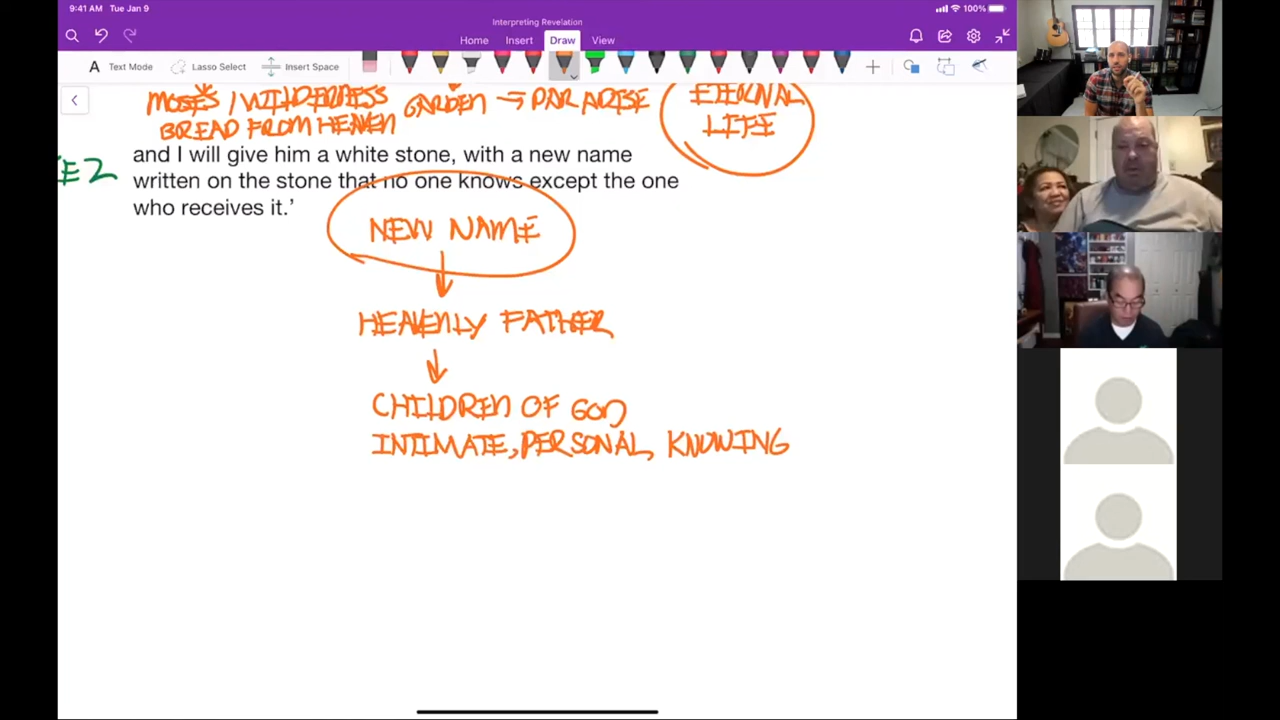 9:41 AM Tue Jan 9
100%
Interpreting Revelation
Home Insert Draw View
A Text Mode Lasso Select Insert Space
MOSES / WILDERNESS GARDEN → PARADISE ETERNAL
BREAD FROM HEAVEN LIFE
and I will give him a white stone, with a new name
written on the stone that no one knows except the one
who receives it.’
NEW NAME
HEAVENLY FATHER
CHILDREN OF GOD
INTIMATE, PERSONAL, KNOWING